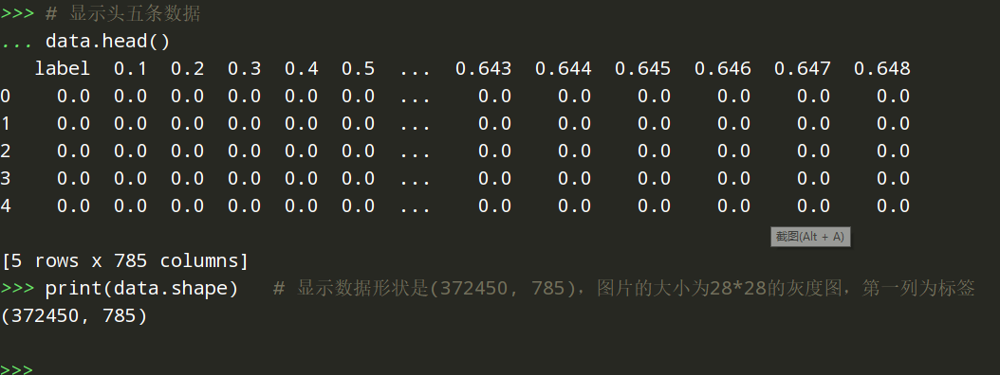 >>> # 显示头五条数据
... data.head()
label 0.1 0.2 0.3 0.4 0.5 ... 0.643 0.644 0.645 0.646 0.647 0.648
0 0.0 0.0 0.0 0.0 0.0 0.0 ... 0.0 0.0 0.0 0.0 0.0 0.0
1 0.0 0.0 0.0 0.0 0.0 0.0 ... 0.0 0.0 0.0 0.0 0.0 0.0
2 0.0 0.0 0.0 0.0 0.0 0.0 ... 0.0 0.0 0.0 0.0 0.0 0.0
3 0.0 0.0 0.0 0.0 0.0 0.0 ... 0.0 0.0 0.0 0.0 0.0 0.0
4 0.0 0.0 0.0 0.0 0.0 0.0 ... 0.0 0.0 0.0 0.0 0.0 0.0
截图(Alt + A)
[5 rows x 785 columns]
>>> print(data.shape) # 显示数据形状是(372450, 785)，图片的大小为28*28的灰度图，第一列为标签
(372450, 785)
>>>